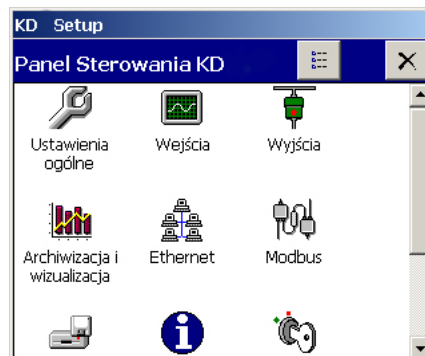 KD Setup
Panel Sterowania KD
Ustawienia Wejścia Wyjścia
ogólne
Archiwizacja i Ethernet Modbus
wizualizacja